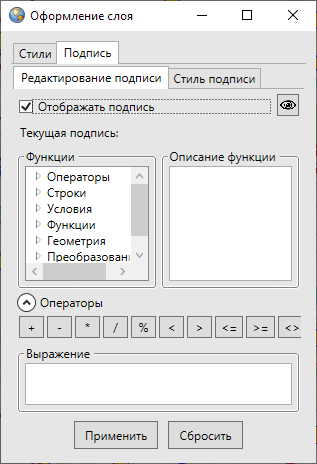 Оформление слоя
Стили Подпись
Редактирование подписи Стиль подписи
Отображать подпись
Текущая подпись:
Функции Описание функции
Операторы
Строки
Условия
Функции
Геометрия
Преобразовани
Операторы
+ - * / % < > <= >= <>
Выражение
Применить Сбросить